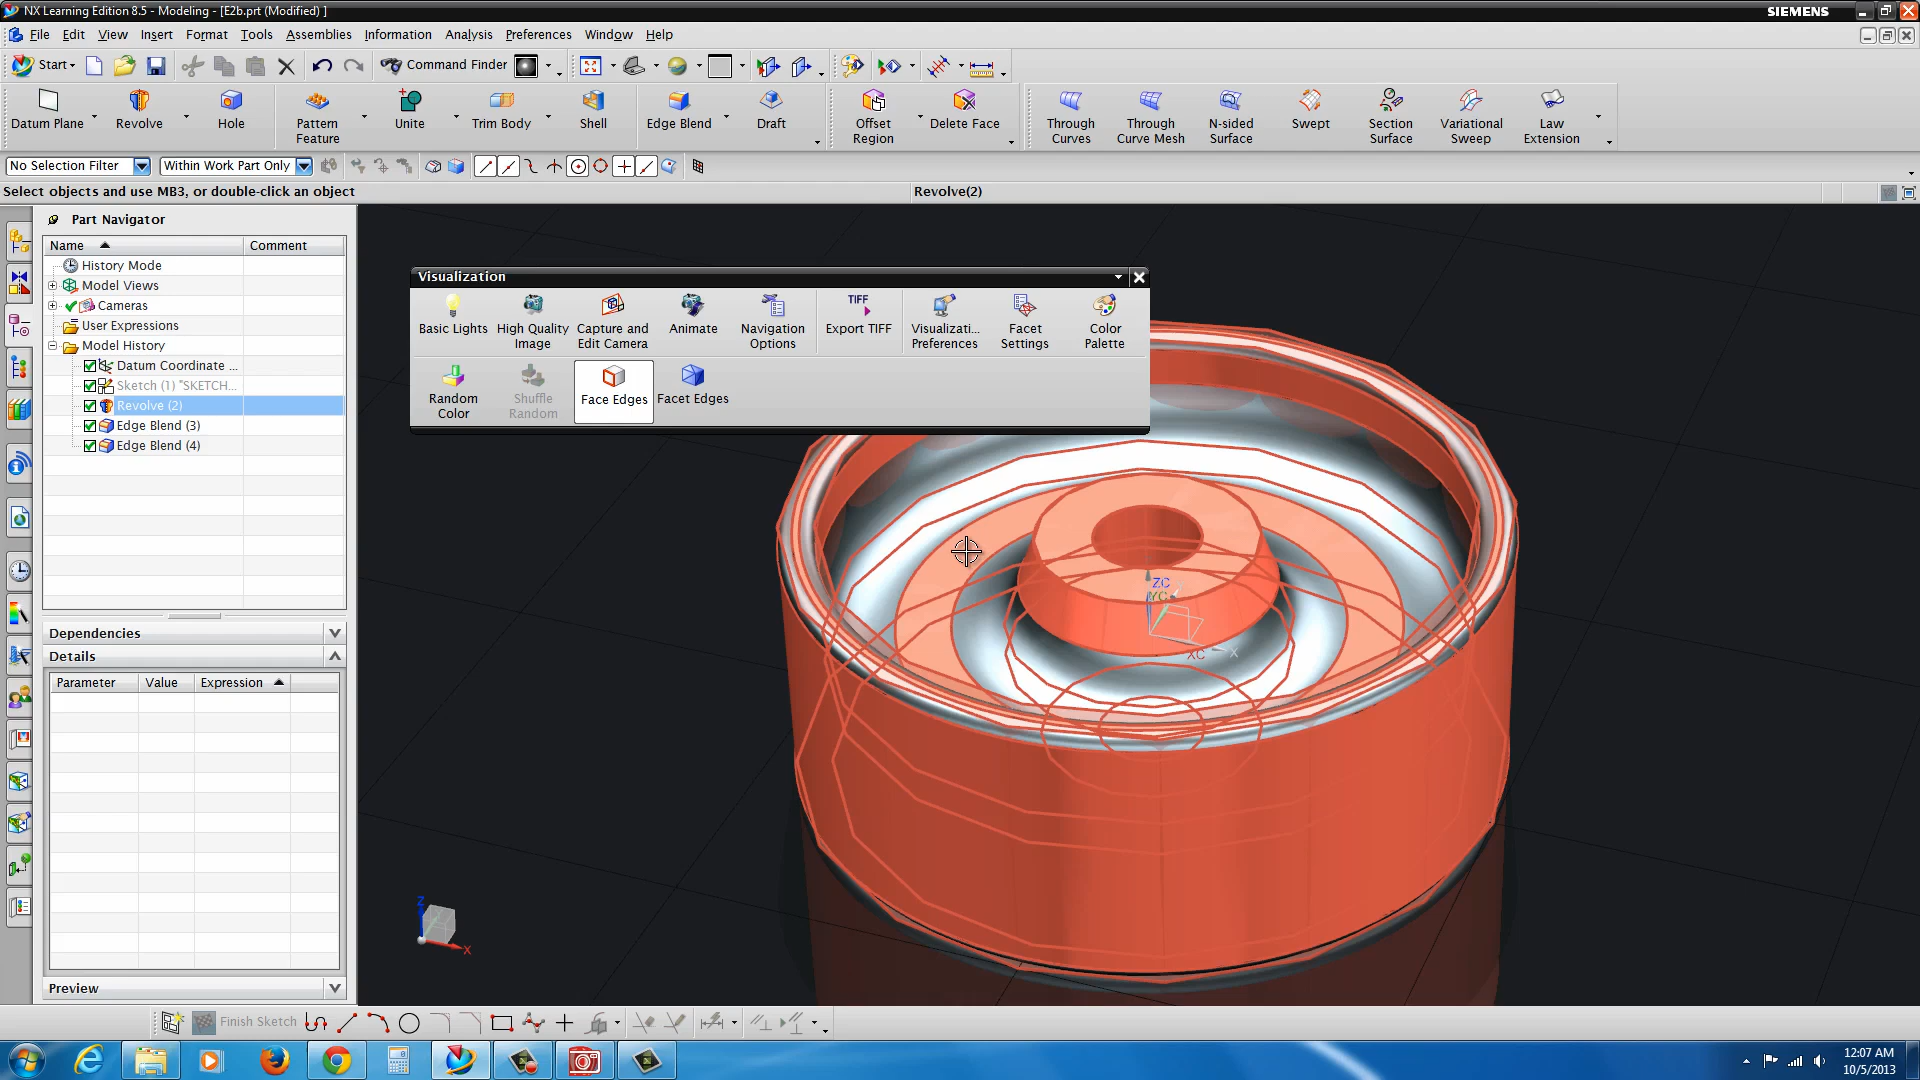 NX Learning Edition 8.5 - Modeling - [E2b.prt (Modified) ]
SIEMENS
File Edit View Insert Format Tools Assemblies Information Analysis Preferences Window Help
Start Command Finder
Datum Plane Revolve Hole Pattern Feature Unite Trim Body Shell Edge Blend Draft Offset Region Delete Face Through Curves Through Curve Mesh N-sided Surface Swept Section Surface Variational Sweep Law Extension
No Selection Filter Within Work Part Only
Select objects and use MB3, or double-click an object
Revolve(2)
Part Navigator
Name Comment
History Mode
Model Views
Cameras
User Expressions
Model History
Datum Coordinate ...
Sketch (1) "SKETCH...
Revolve (2)
Edge Blend (3)
Edge Blend (4)
Dependencies
Details
Parameter Value Expression
Preview
Visualization
Basic Lights High Quality Image Capture and Edit Camera Animate Navigation Options TIFF Export TIFF Visualizati... Preferences Facet Settings Color Palette
Random Color Shuffle Random Face Edges Facet Edges
ZC
YC
XC X
Z
X
Finish Sketch
12:07 AM
10/5/2013